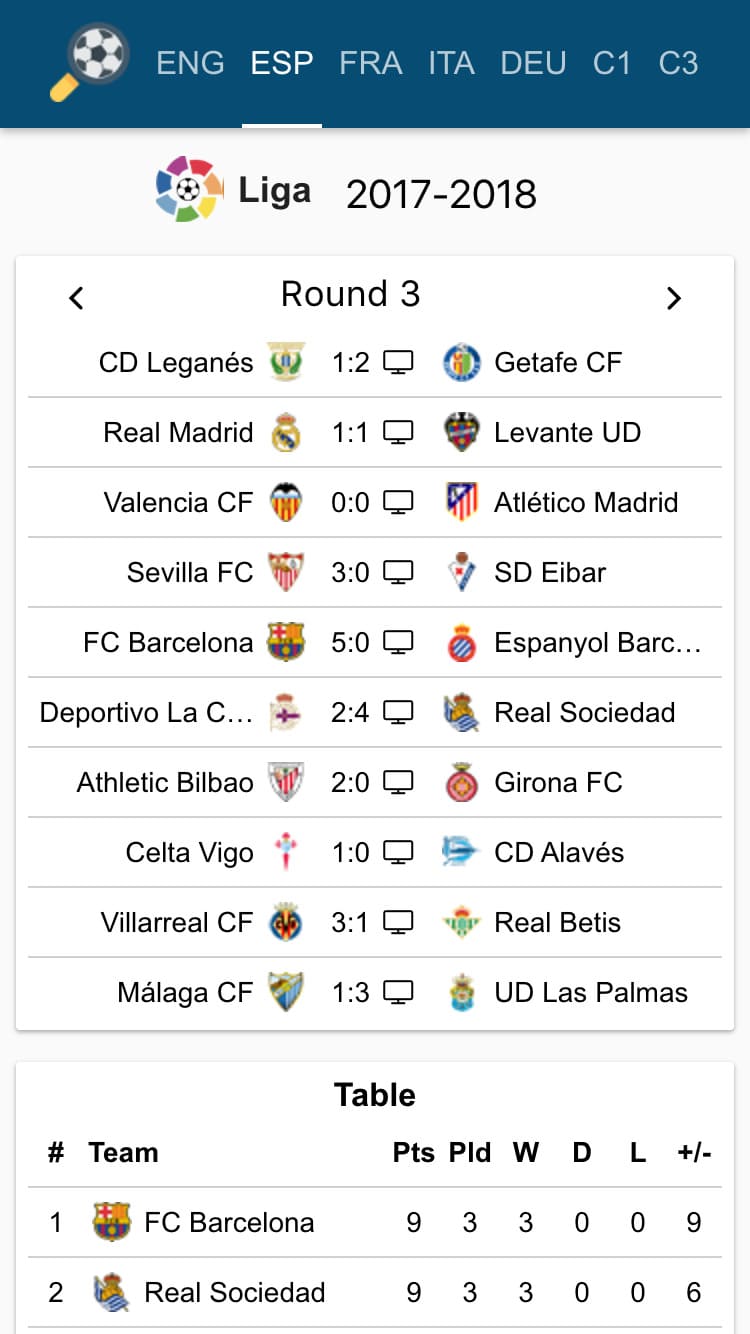 ENG ESP FRA ITA DEU C1 C3
Liga 2017-2018
Round 3
CD Leganés 1:2 Getafe CF
Real Madrid 1:1 Levante UD
Valencia CF 0:0 Atlético Madrid
Sevilla FC 3:0 SD Eibar
FC Barcelona 5:0 Espanyol Barc...
Deportivo La C... 2:4 Real Sociedad
Athletic Bilbao 2:0 Girona FC
Celta Vigo 1:0 CD Alavés
Villarreal CF 3:1 Real Betis
Málaga CF 1:3 UD Las Palmas
Table
# Team Pts Pld W D L +/-
1 FC Barcelona 9 3 3 0 0 9
2 Real Sociedad 9 3 3 0 0 6